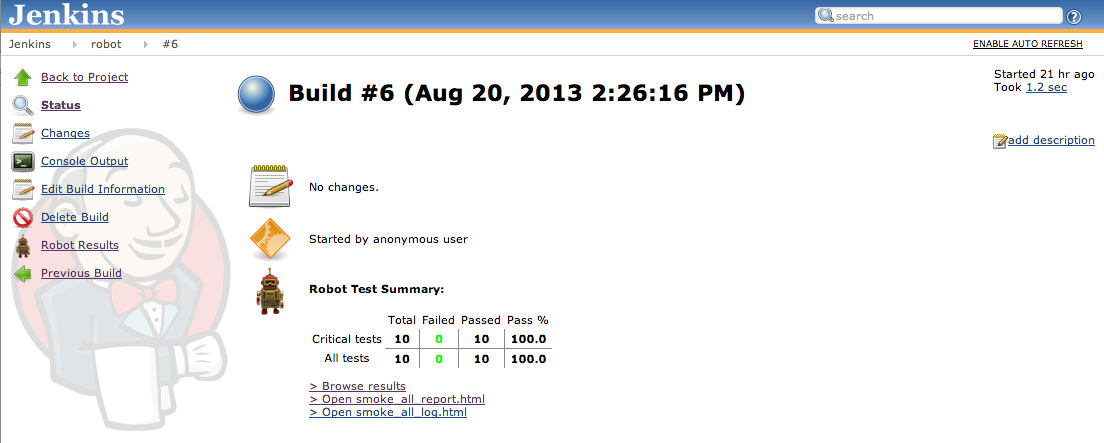 Jenkins
search
?
Jenkins robot #6
ENABLE AUTO REFRESH
Back to Project
Status
Changes
Console Output
Edit Build Information
Delete Build
Robot Results
Previous Build
Build #6 (Aug 20, 2013 2:26:16 PM)
Started 21 hr ago
Took 1.2 sec
add description
No changes.
Started by anonymous user
Robot Test Summary:
Total Failed Passed Pass %
Critical tests 10 0 10 100.0
All tests 10 0 10 100.0
> Browse results
> Open smoke_all_report.html
> Open smoke_all_log.html